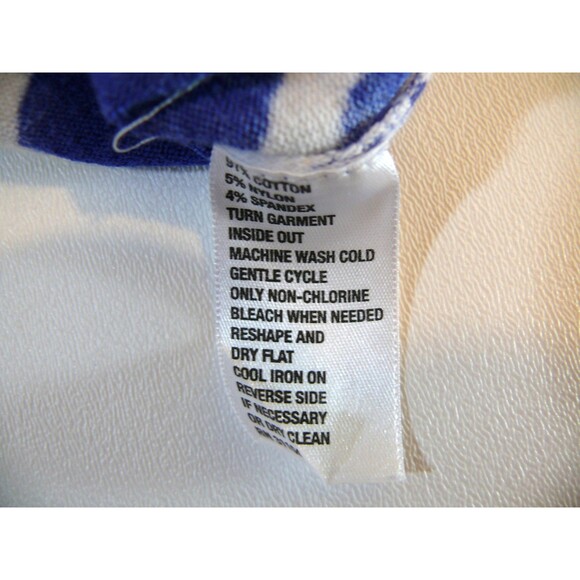 91% COTTON
5% NYLON
4% SPANDEX
TURN GARMENT
INSIDE OUT
MACHINE WASH COLD
GENTLE CYCLE
ONLY NON-CHLORINE
BLEACH WHEN NEEDED
RESHAPE AND
DRY FLAT
COOL IRON ON
REVERSE SIDE
IF NECESSARY
OR DRY CLEAN